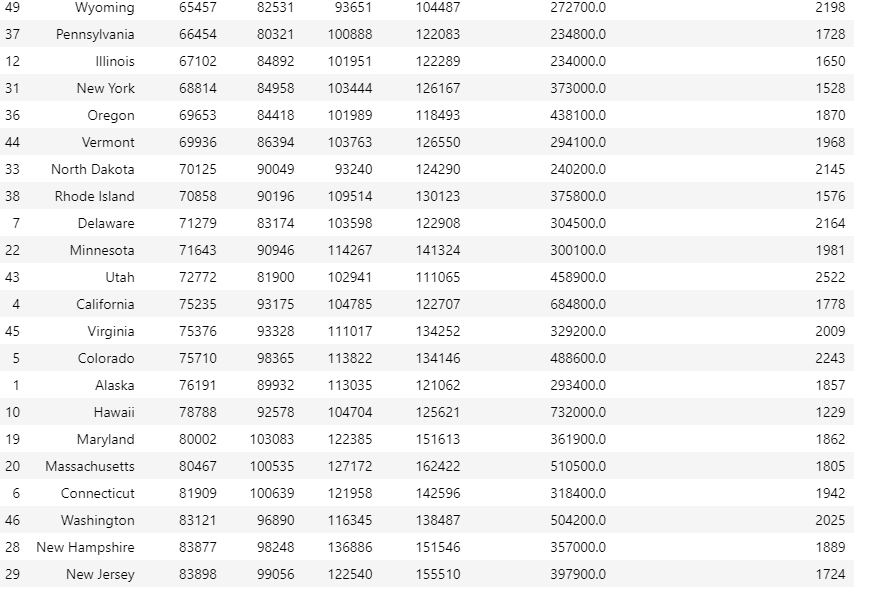 49 Wyoming 65457 82531 93651 104487 272700.0 2198
37 Pennsylvania 66454 80321 100888 122083 234800.0 1728
12 Illinois 67102 84892 101951 122289 234000.0 1650
31 New York 68814 84958 103444 126167 373000.0 1528
36 Oregon 69653 84418 101989 118493 438100.0 1870
44 Vermont 69936 86394 103763 126550 294100.0 1968
33 North Dakota 70125 90049 93240 124290 240200.0 2145
38 Rhode Island 70858 90196 109514 130123 375800.0 1576
7 Delaware 71279 83174 103598 122908 304500.0 2164
22 Minnesota 71643 90946 114267 141324 300100.0 1981
43 Utah 72772 81900 102941 111065 458900.0 2522
4 California 75235 93175 104785 122707 684800.0 1778
45 Virginia 75376 93328 111017 134252 329200.0 2009
5 Colorado 75710 98365 113822 134146 488600.0 2243
1 Alaska 76191 89932 113035 121062 293400.0 1857
10 Hawaii 78788 92578 104704 125621 732000.0 1229
19 Maryland 80002 103083 122385 151613 361900.0 1862
20 Massachusetts 80467 100535 127172 162422 510500.0 1805
6 Connecticut 81909 100639 121958 142596 318400.0 1942
46 Washington 83121 96890 116345 138487 504200.0 2025
28 New Hampshire 83877 98248 136886 151546 357000.0 1889
29 New Jersey 83898 99056 122540 155510 397900.0 1724